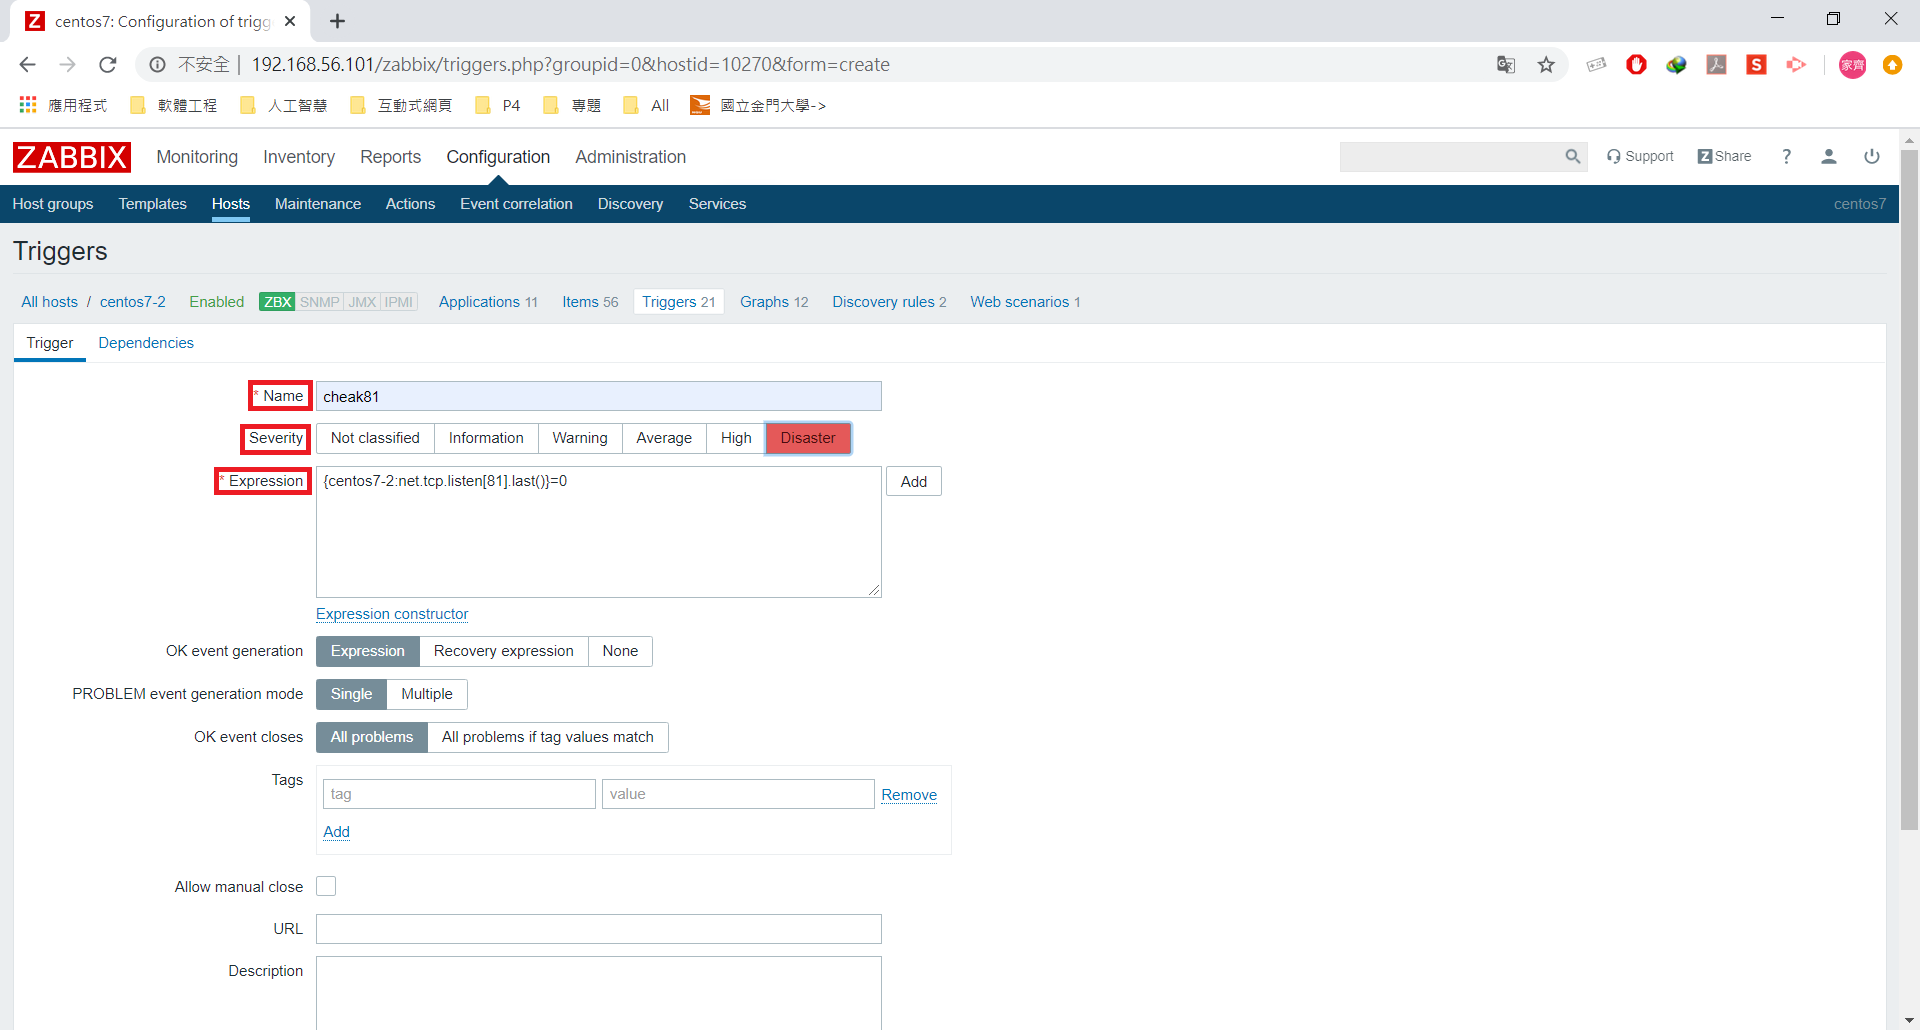 centos7: Configuration of trigg
不安全 | 192.168.56.101/zabbix/triggers.php?groupid=0&hostid=10270&form=create
家齊
應用程式 軟體工程 人工智慧 互動式網頁 P4 專題 All 國立金門大學->
ZABBIX Monitoring Inventory Reports Configuration Administration Support Z Share ?
Host groups Templates Hosts Maintenance Actions Event correlation Discovery Services centos7
Triggers
All hosts / centos7-2 Enabled ZBX SNMP JMX IPMI Applications 11 Items 56 Triggers 21 Graphs 12 Discovery rules 2 Web scenarios 1
Trigger Dependencies
* Name cheak81
Severity Not classified Information Warning Average High Disaster
* Expression {centos7-2:net.tcp.listen[81].last()}=0 Add
Expression constructor
OK event generation Expression Recovery expression None
PROBLEM event generation mode Single Multiple
OK event closes All problems All problems if tag values match
Tags tag value Remove
Add
Allow manual close
URL
Description